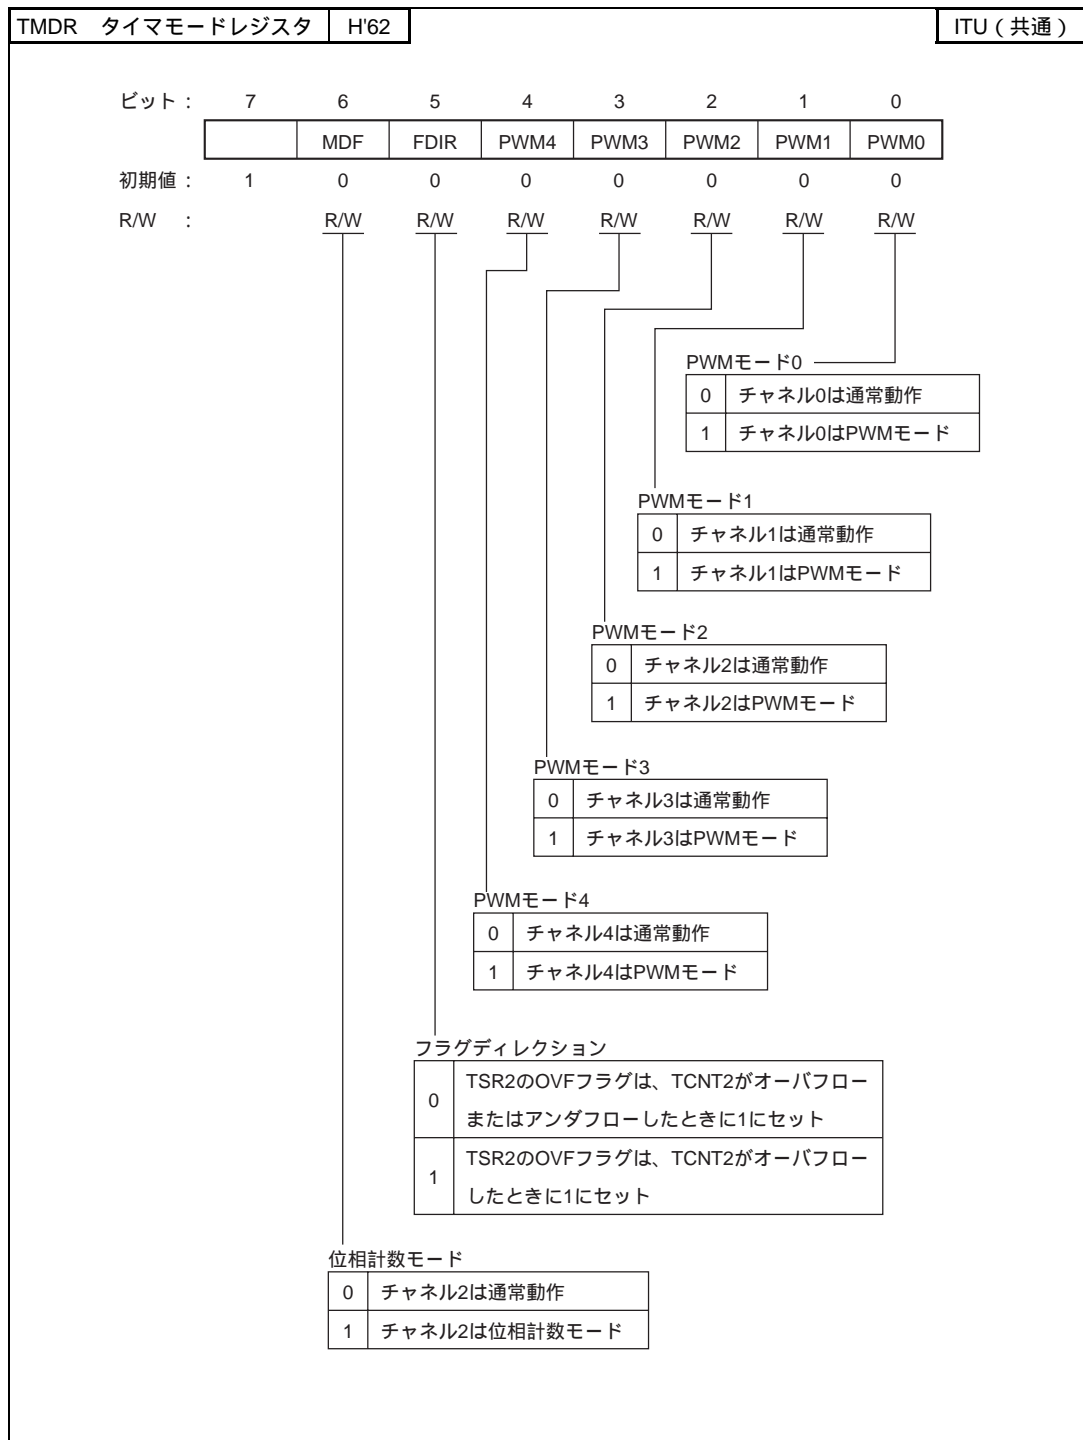 TMDR タイマモードレジスタ H'62 ITU（共通）
ビット： 7 6 5 4 3 2 1 0
MDF FDIR PWM4 PWM3 PWM2 PWM1 PWM0
初期値： 1 0 0 0 0 0 0 0
R/W ： R/W R/W R/W R/W R/W R/W R/W
PWMモード0
0 チャネル0は通常動作
1 チャネル0はPWMモード
PWMモード1
0 チャネル1は通常動作
1 チャネル1はPWMモード
PWMモード2
0 チャネル2は通常動作
1 チャネル2はPWMモード
PWMモード3
0 チャネル3は通常動作
1 チャネル3はPWMモード
PWMモード4
0 チャネル4は通常動作
1 チャネル4はPWMモード
フラグディレクション
0 TSR2のOVFフラグは、TCNT2がオーバフロー
またはアンダフローしたときに1にセット
1 TSR2のOVFフラグは、TCNT2がオーバフロー
したときに1にセット
位相計数モード
0 チャネル2は通常動作
1 チャネル2は位相計数モード